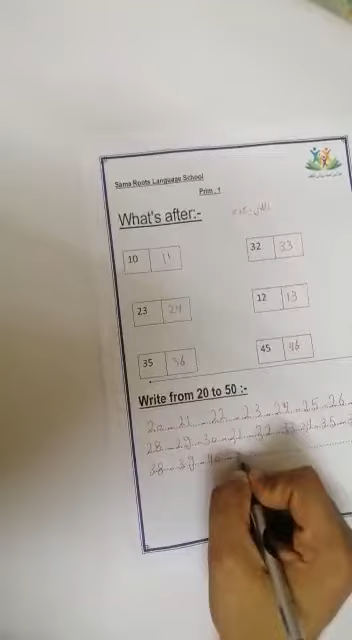 Sama Roots Language School
Prim . 1
What's after:-
10 11
32 33
23 24
12 13
35 36
45 46
Write from 20 to 50 :-
20 21 22 23 24 25 26
28 29 30 31 32 33 34 35
38 39 40